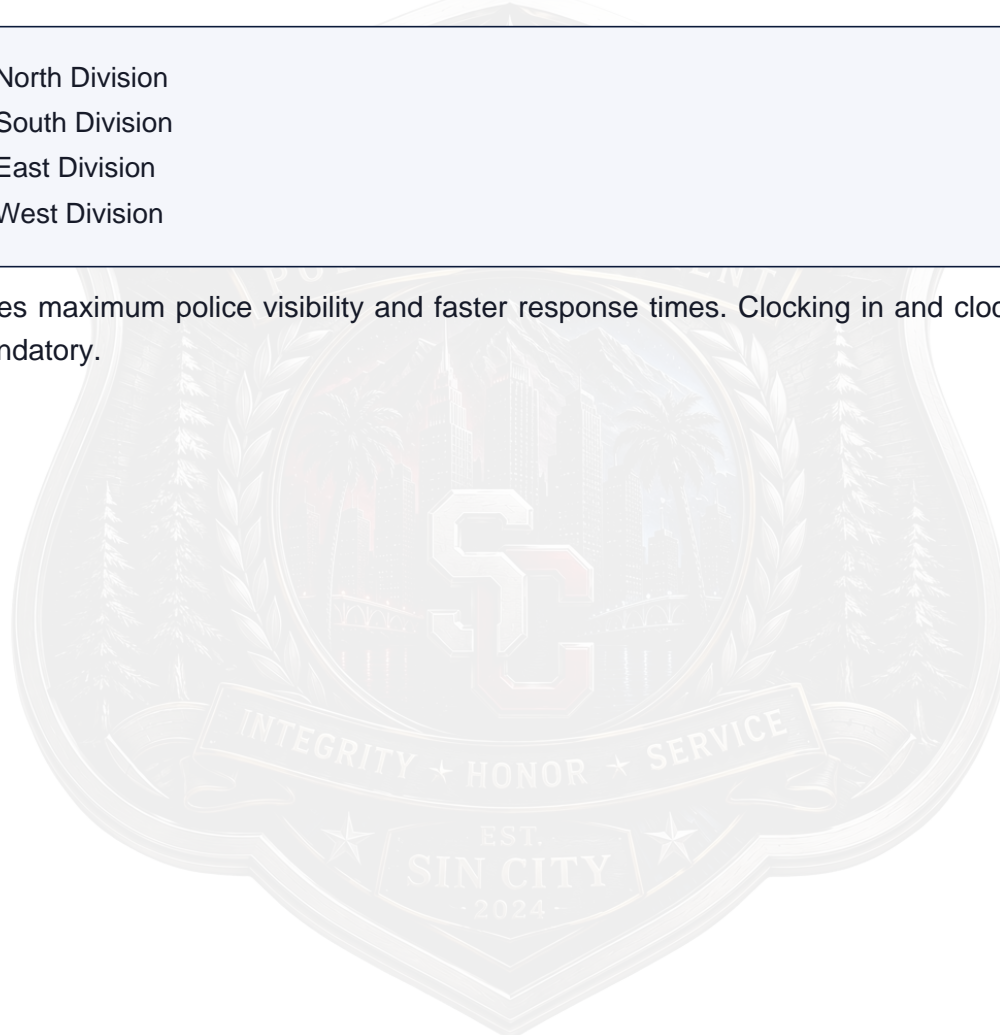 North Division
South Division
East Division
West Division
es maximum police visibility and faster response times. Clocking in and cloc
ndatory.
INTEGRITY + HONOR + SERVICE
EST.
SIN CITY
-2024-